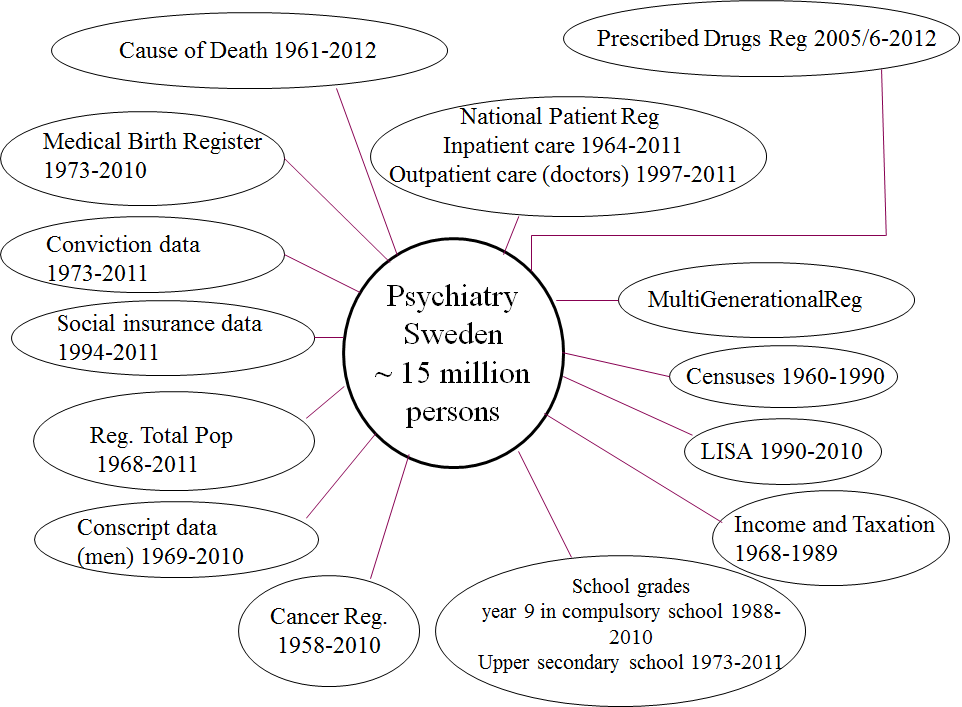 Cause of Death 1961-2012
Prescribed Drugs Reg 2005/6-2012
National Patient Reg
Inpatient care 1964-2011
Outpatient care (doctors) 1997-2011
Medical Birth Register
1973-2010
Conviction data
1973-2011
Social insurance data
1994-2011
Reg. Total Pop
1968-2011
Conscript data
(men) 1969-2010
Cancer Reg.
1958-2010
Psychiatry
Sweden
~ 15 million
persons
MultiGenerationalReg
Censuses 1960-1990
LISA 1990-2010
Income and Taxation
1968-1989
School grades
year 9 in compulsory school 1988-
2010
Upper secondary school 1973-2011